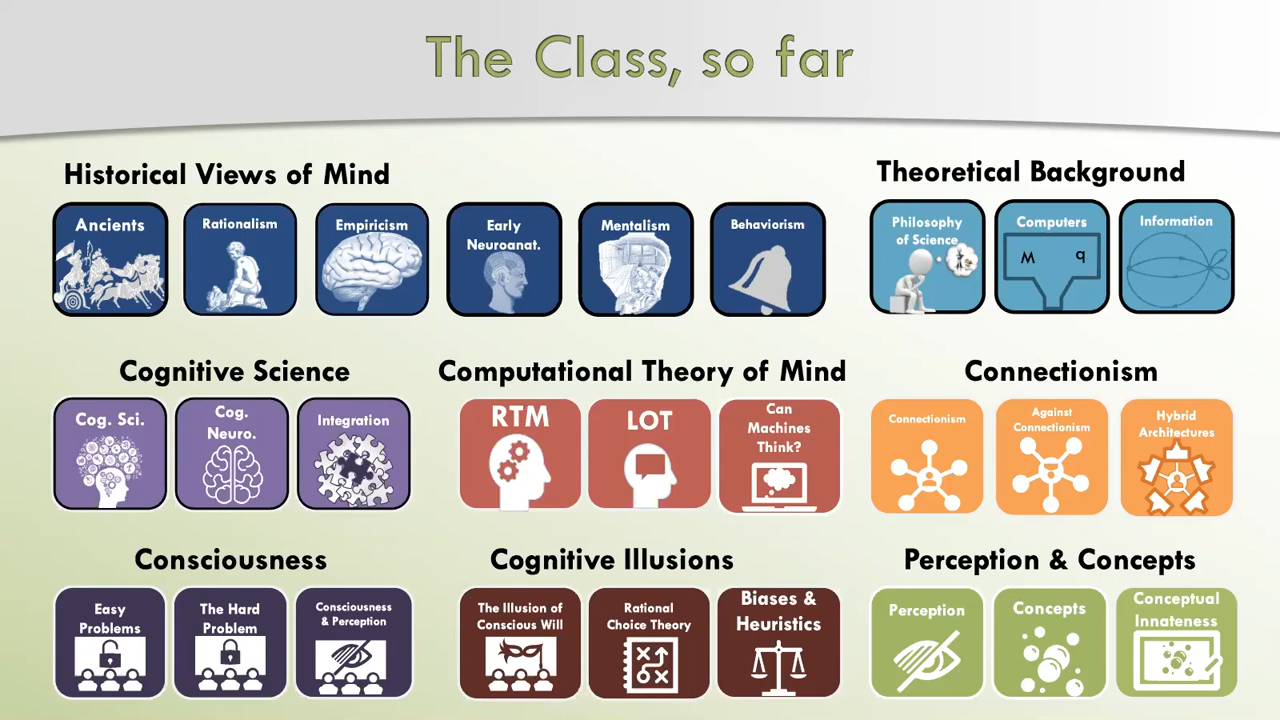 The Class, so far
Historical Views of Mind
Ancients
Rationalism
Empiricism
Early
Neuroanat.
Mentalism
Behaviorism
Theoretical Background
Philosophy
of Science
Computers
M q
Information
Cognitive Science
Cog. Sci.
Cog.
Neuro.
Integration
Computational Theory of Mind
RTM
LOT
Can
Machines
Think?
Connectionism
Connectionism
Against
Connectionism
Hybrid
Architectures
Consciousness
Easy
Problems
The Hard
Problem
Consciousness
& Perception
Cognitive Illusions
The Illusion of
Conscious Will
Rational
Choice Theory
Biases &
Heuristics
Perception & Concepts
Perception
Concepts
Conceptual
Innateness